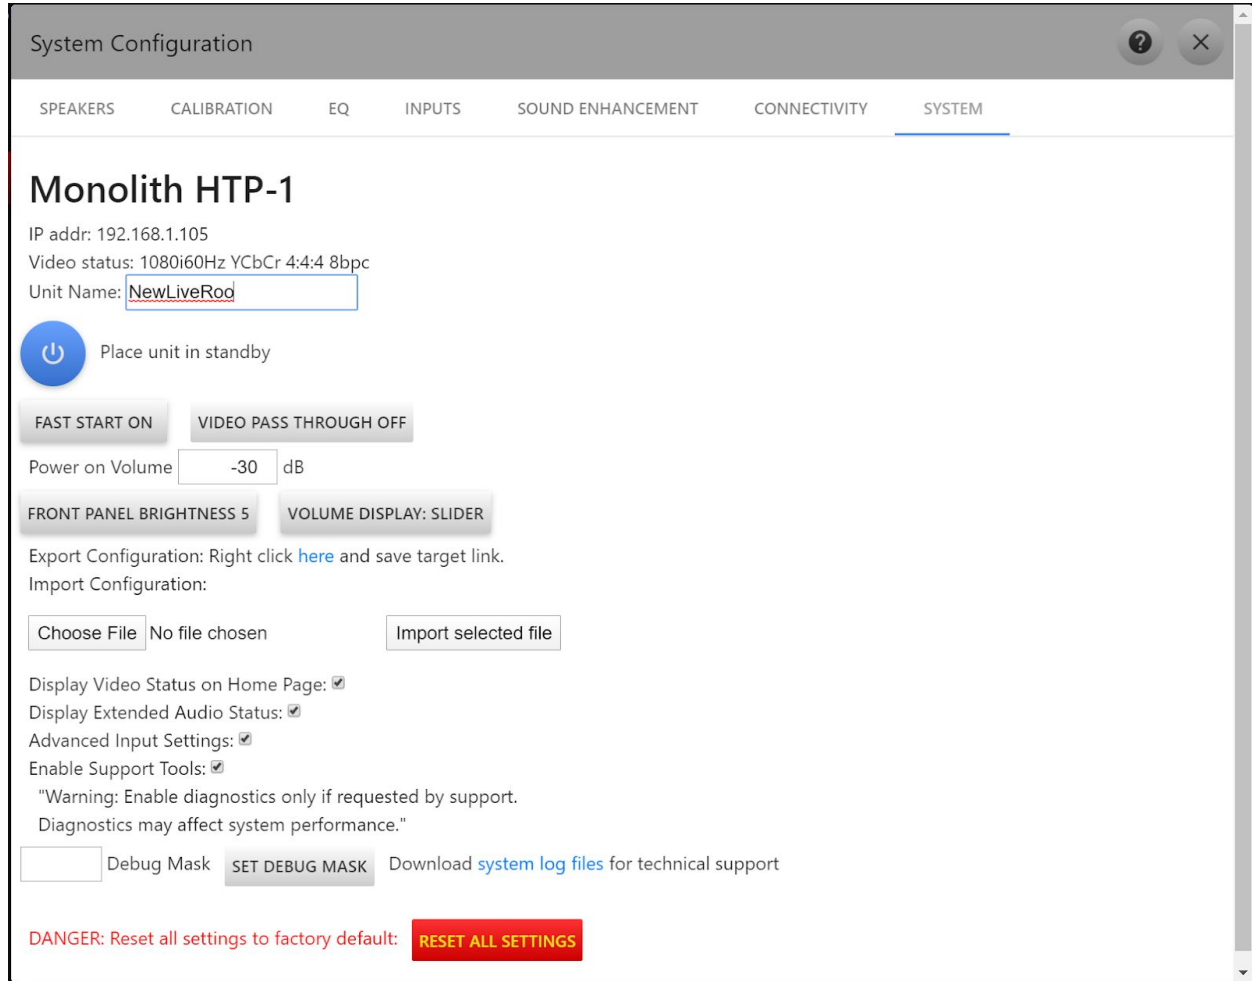 System Configuration
SPEAKERS CALIBRATION EQ INPUTS SOUND ENHANCEMENT CONNECTIVITY SYSTEM
Monolith HTP-1
IP addr: 192.168.1.105
Video status: 1080i60Hz YCbCr 4:4:4 8bpc
Unit Name: NewLiveRoo
Place unit in standby
FAST START ON VIDEO PASS THROUGH OFF
Power on Volume -30 dB
FRONT PANEL BRIGHTNESS 5 VOLUME DISPLAY: SLIDER
Export Configuration: Right click here and save target link.
Import Configuration:
Choose File No file chosen Import selected file
Display Video Status on Home Page:
Display Extended Audio Status:
Advanced Input Settings:
Enable Support Tools:
"Warning: Enable diagnostics only if requested by support.
Diagnostics may affect system performance."
Debug Mask SET DEBUG MASK Download system log files for technical support
DANGER: Reset all settings to factory default: RESET ALL SETTINGS